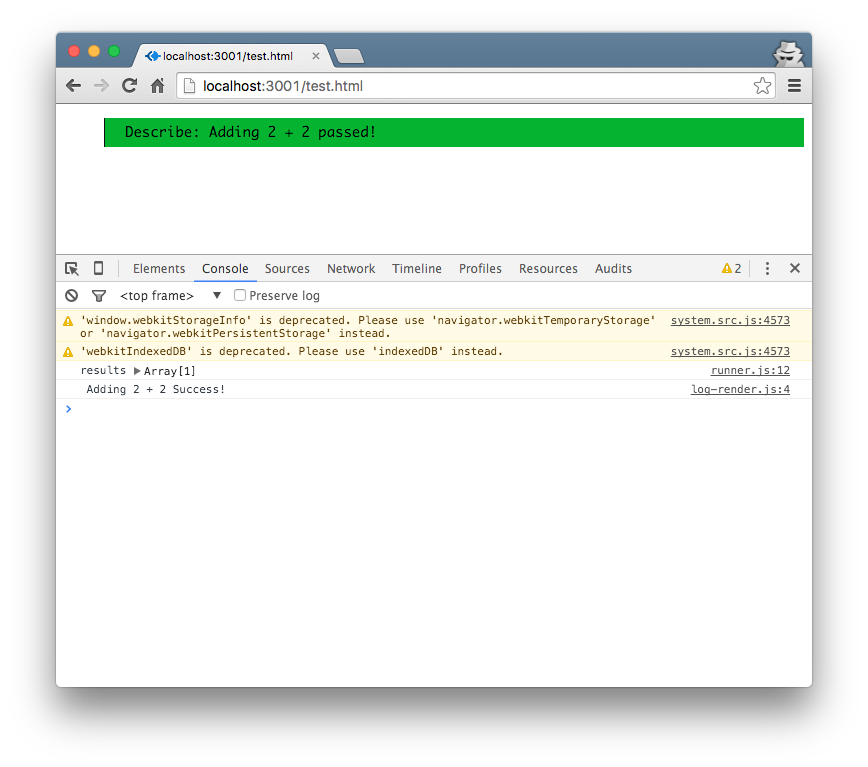 localhost:3001/test.html
localhost:3001/test.html
Describe: Adding 2 + 2 passed!
Elements Console Sources Network Timeline Profiles Resources Audits 2
<top frame> Preserve log
'window.webkitStorageInfo' is deprecated. Please use 'navigator.webkitTemporaryStorage' system.src.js:4573
or 'navigator.webkitPersistentStorage' instead.
'webkitIndexedDB' is deprecated. Please use 'indexedDB' instead. system.src.js:4573
results Array[1] runner.js:12
Adding 2 + 2 Success! log-render.js:4